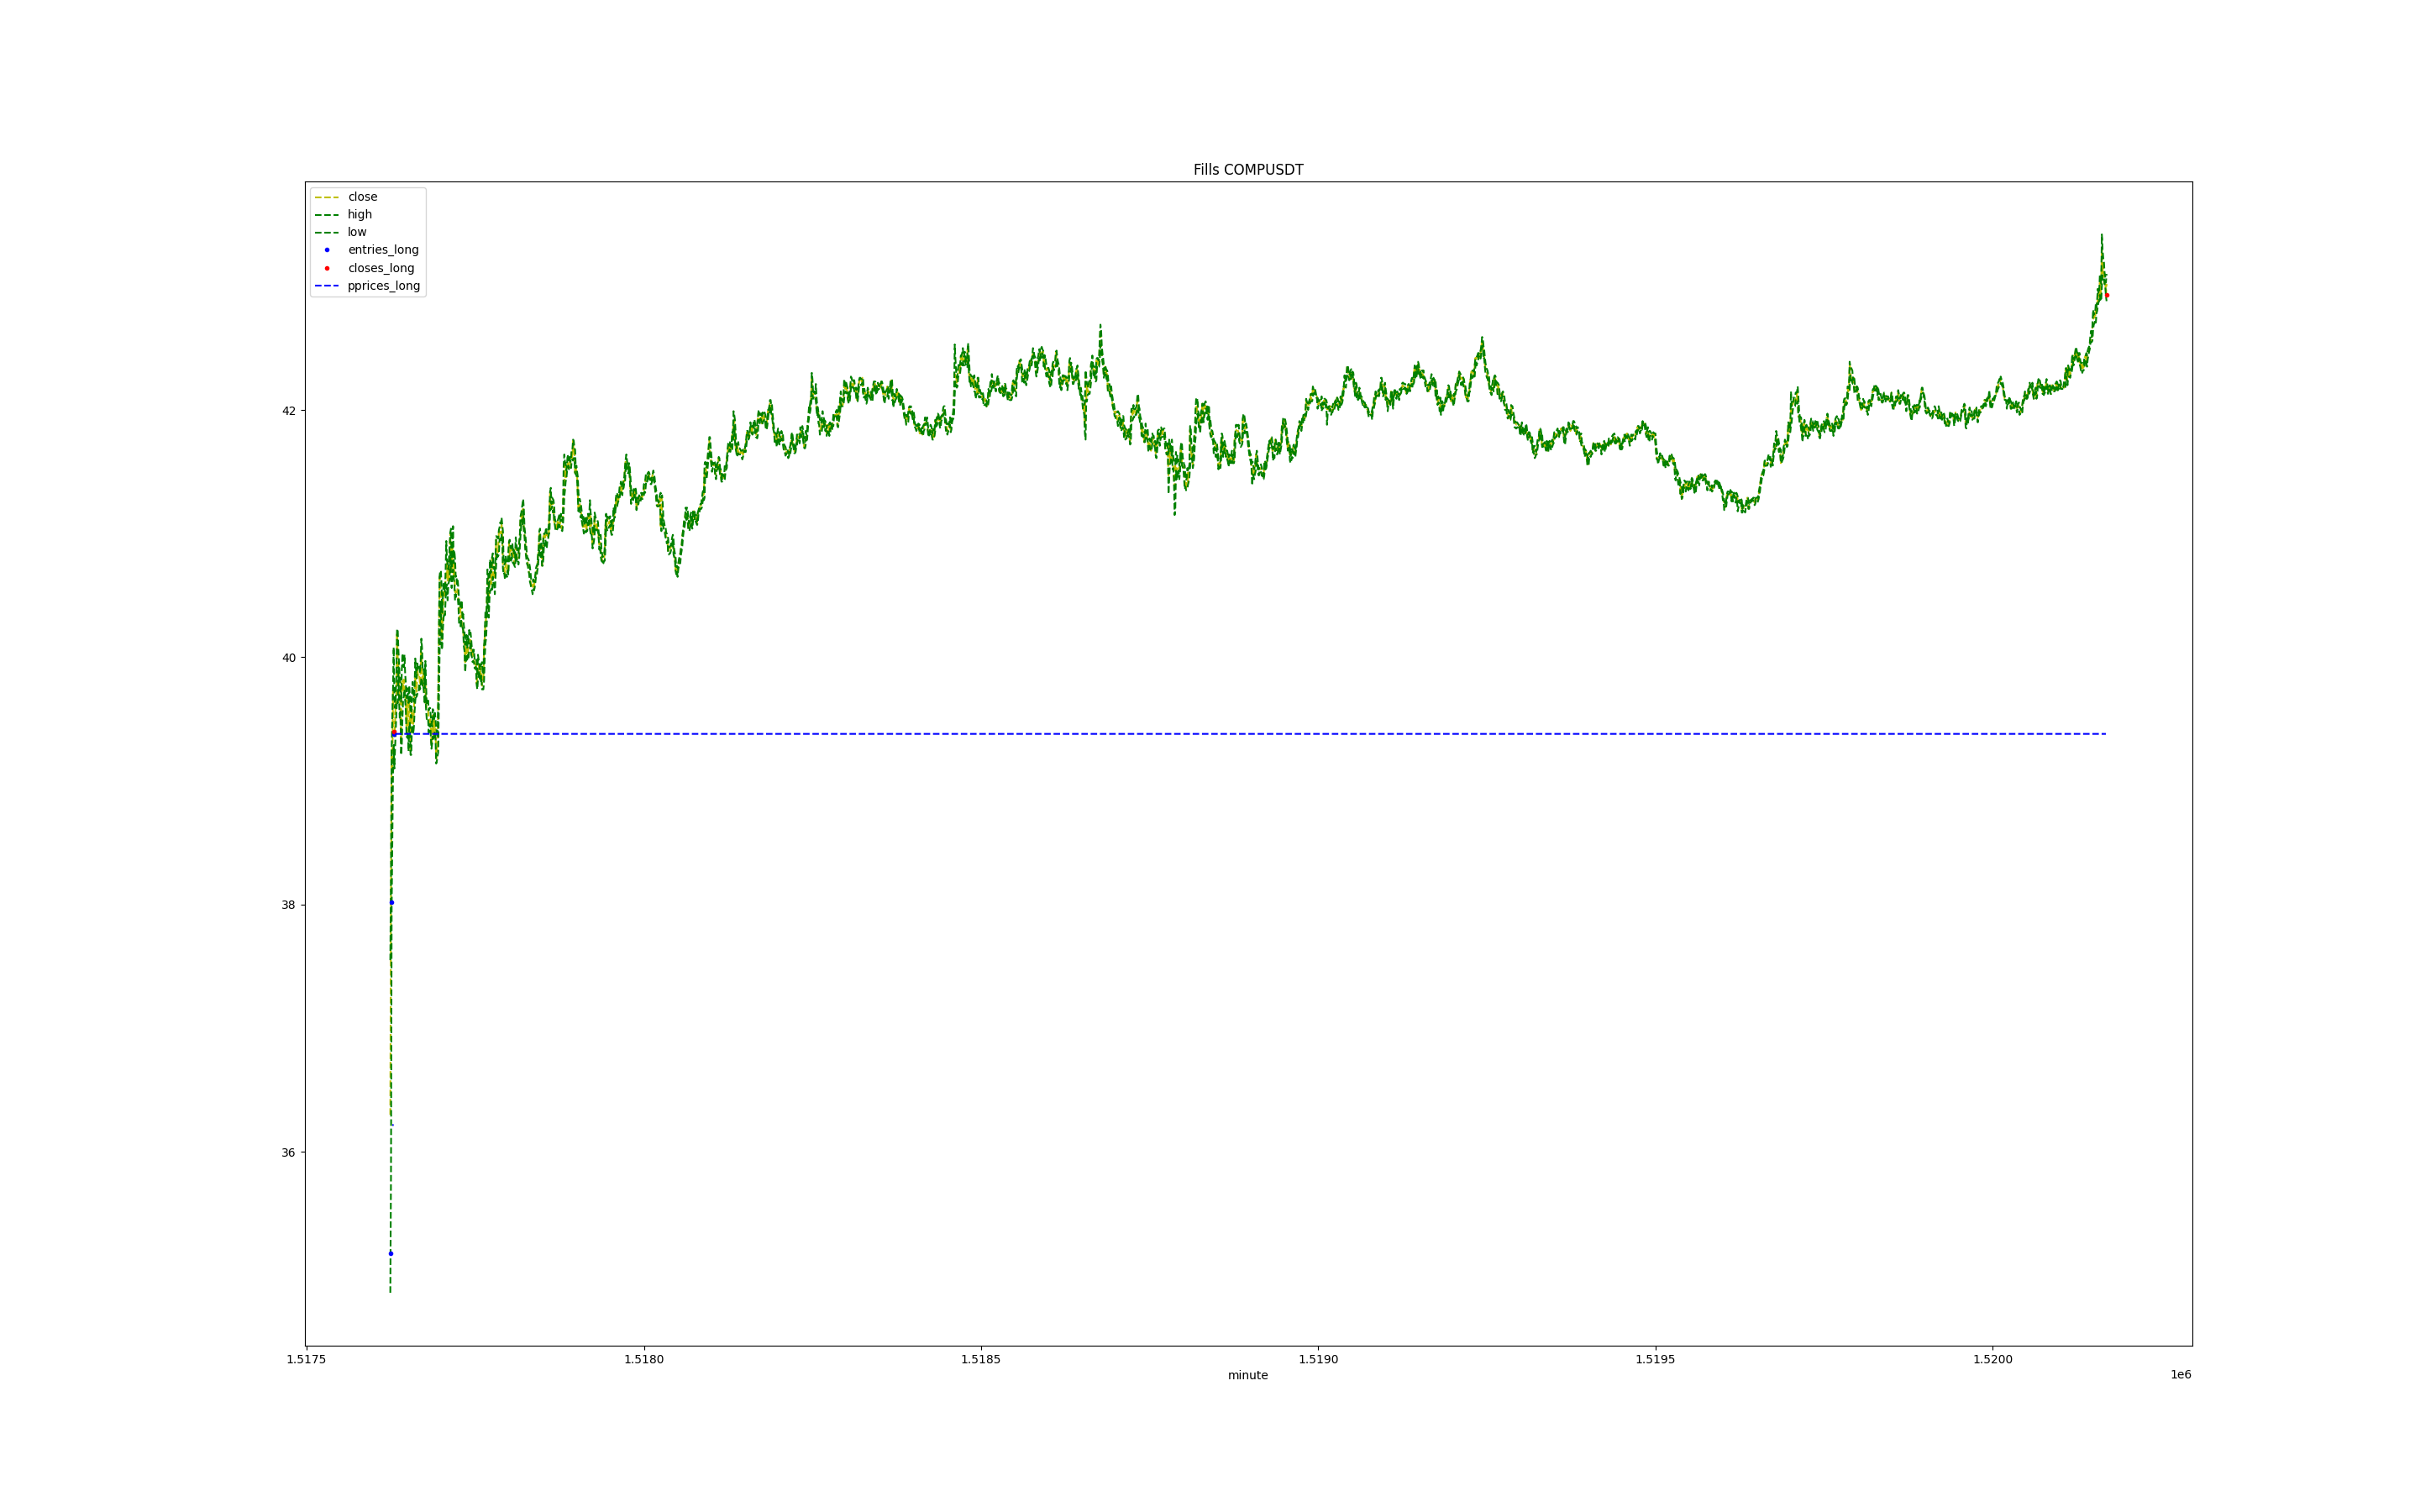 Fills COMPUSDT
close
high
low
entries_long
closes_long
pprices_long
42
40
38
36
1.5175 1.5180 1.5185 1.5190 1.5195 1.5200
minute
1e6